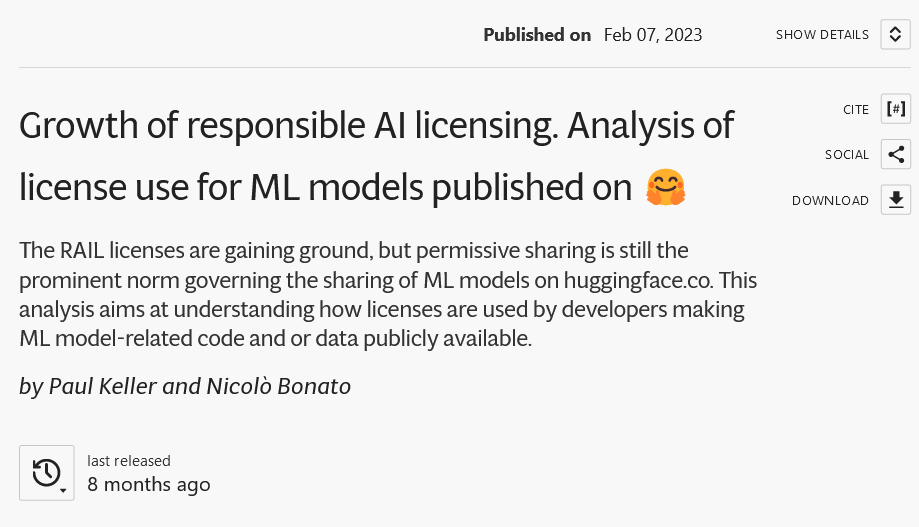 Published on Feb 07, 2023 SHOW DETAILS
CITE [#]
Growth of responsible AI licensing. Analysis of
license use for ML models published on 🤗
SOCIAL
DOWNLOAD
The RAIL licenses are gaining ground, but permissive sharing is still the
prominent norm governing the sharing of ML models on huggingface.co. This
analysis aims at understanding how licenses are used by developers making
ML model-related code and or data publicly available.
by Paul Keller and Nicolò Bonato
last released
8 months ago